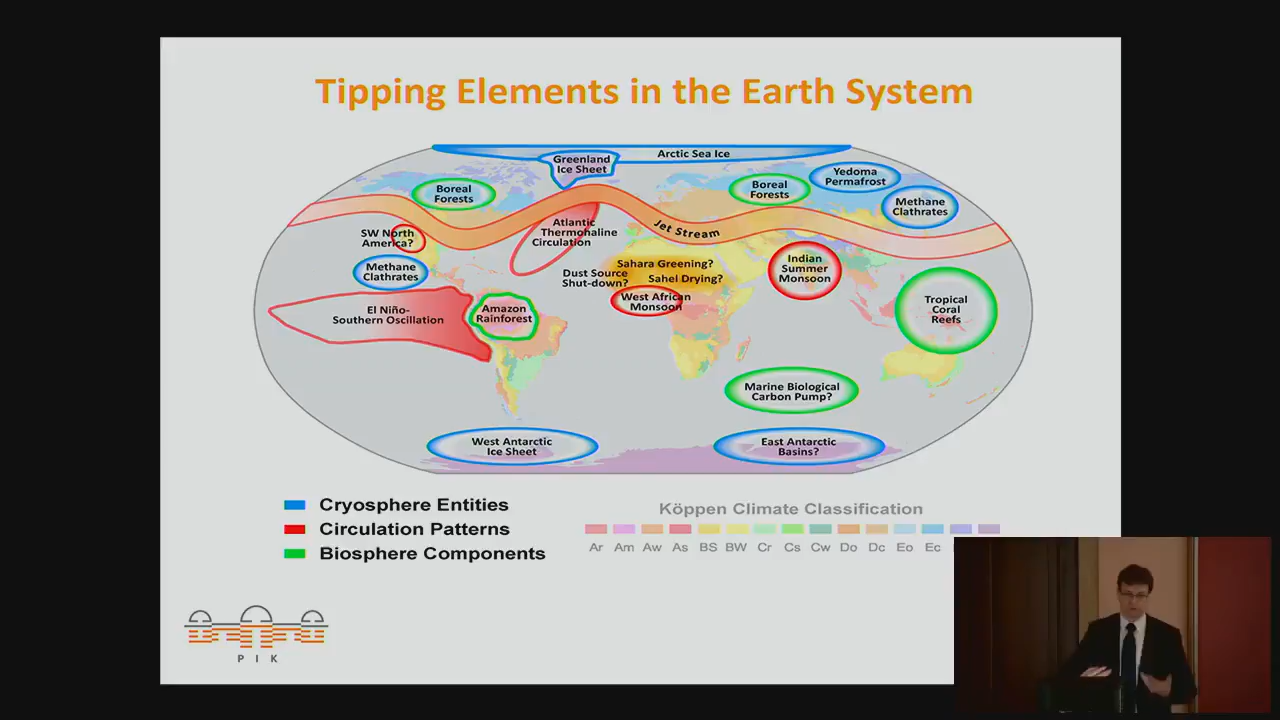 Tipping Elements in the Earth System
Arctic Sea Ice
Greenland
Ice Sheet
Boreal
Forests
Boreal
Forests
Yedoma
Permafrost
Methane
Clathrates
SW North
America?
Atlantic
Thermohaline
Circulation
Jet Stream
Methane
Clathrates
Dust Source
Shut-down?
Sahara Greening?
Sahel Drying?
West African
Monsoon
Indian
Summer
Monsoon
El Niño-
Southern Oscillation
Amazon
Rainforest
Tropical
Coral
Reefs
Marine Biological
Carbon Pump?
West Antarctic
Ice Sheet
East Antarctic
Basins?
Cryosphere Entities
Circulation Patterns
Biosphere Components
Köppen Climate Classification
Ar Am Aw As BS BW Cr Cs Cw Do Dc Eo Ec
P I K